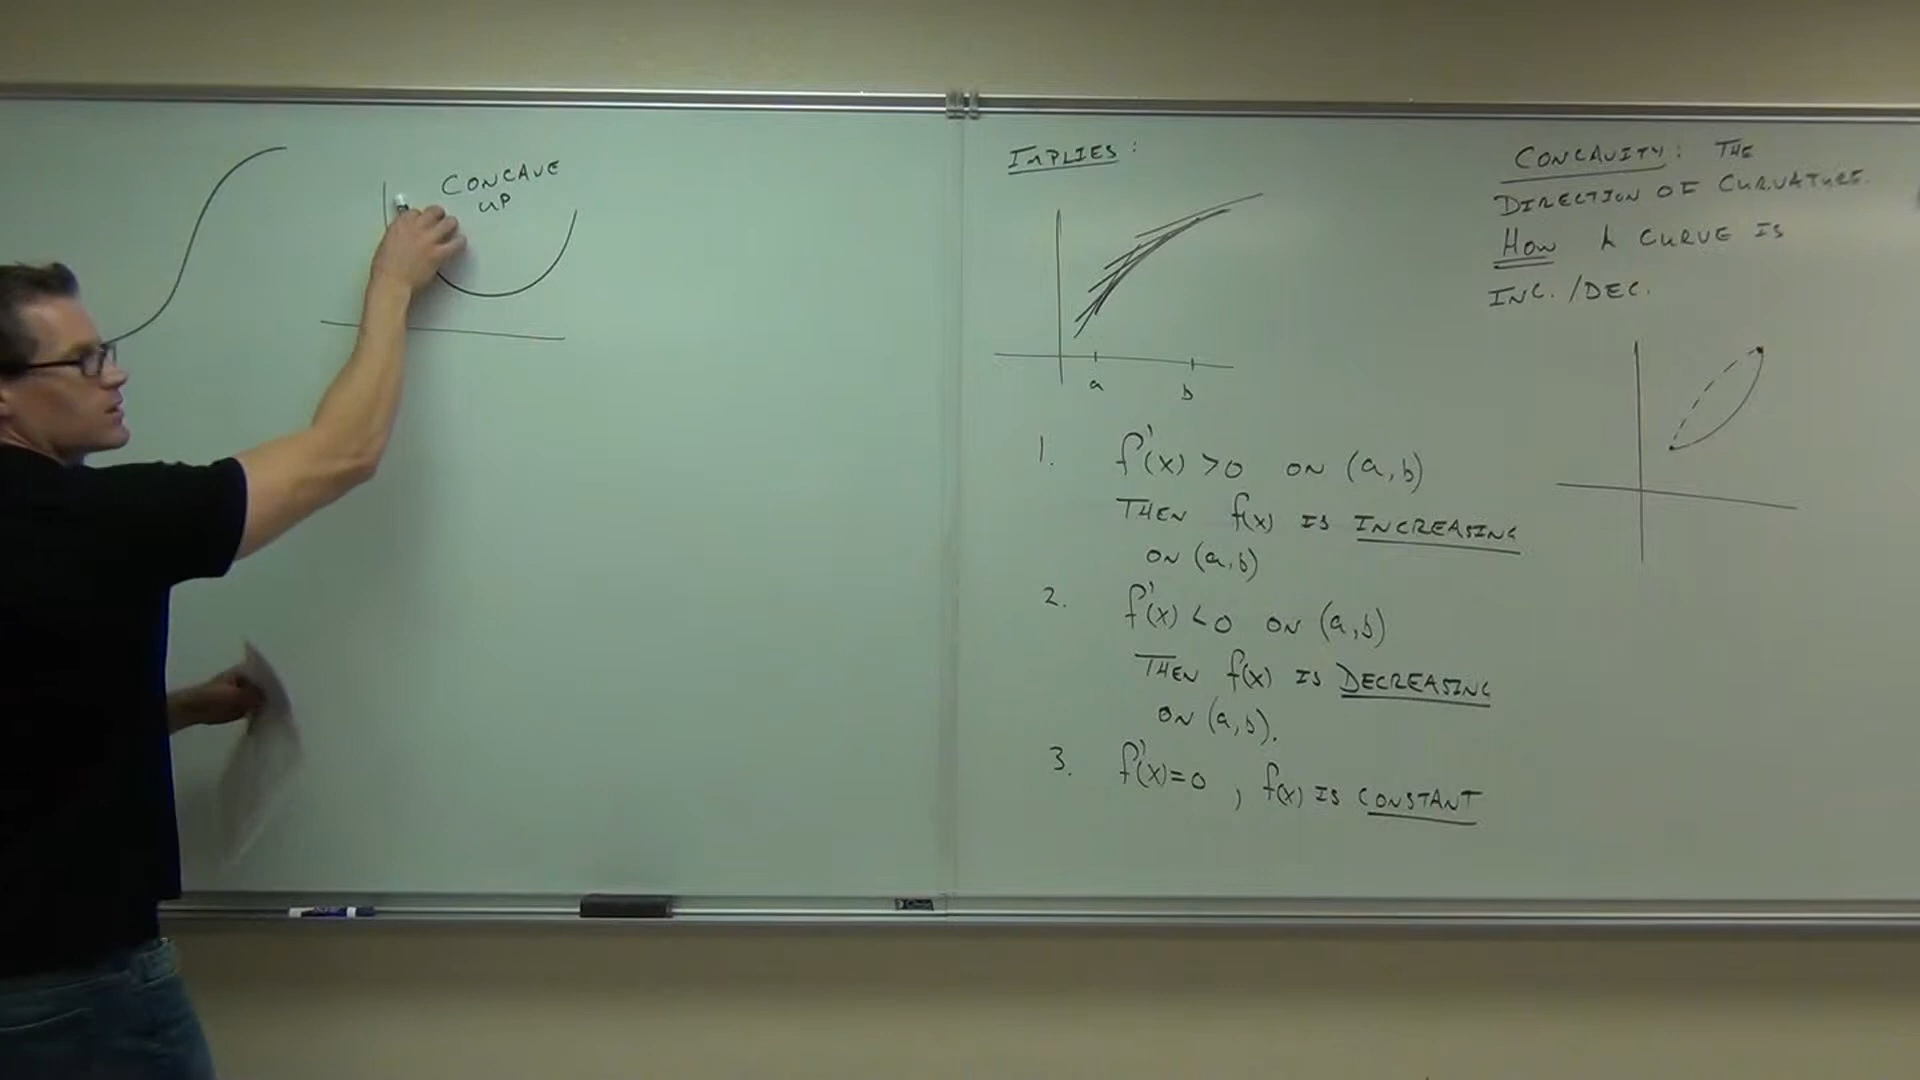 CONCAVE
UP
IMPLIES:
a
b
1. f'(x) >0 ON (a,b)
THEN f(x) IS INCREASING
ON (a,b)
2. f'(x) <0 ON (a,b)
THEN f(x) IS DECREASING
ON (a,b).
3. f'(x)=0, f(x) IS CONSTANT
CONCAVITY: THE
DIRECTION OF CURVATURE.
HOW A CURVE IS
INC./DEC.